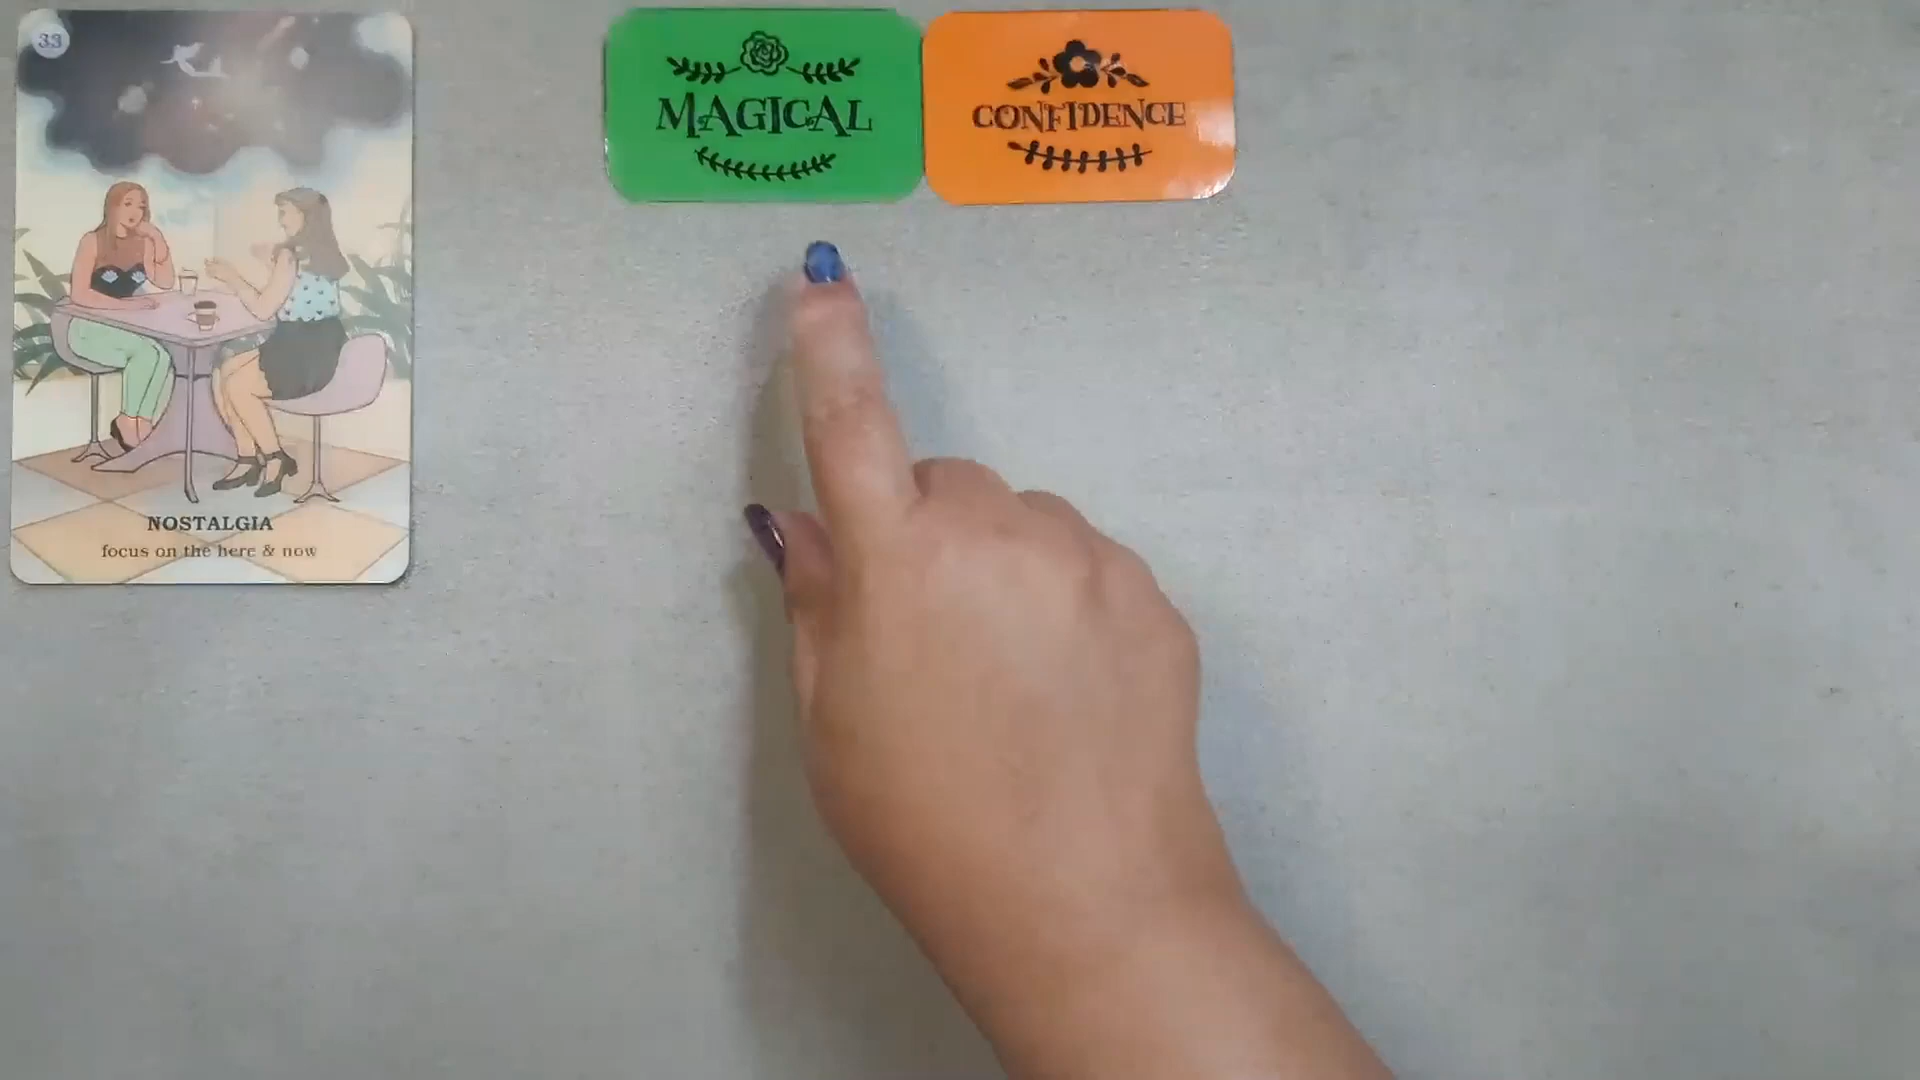 33
NOSTALGIA
focus on the here & now
MAGICAL
CONFIDENCE